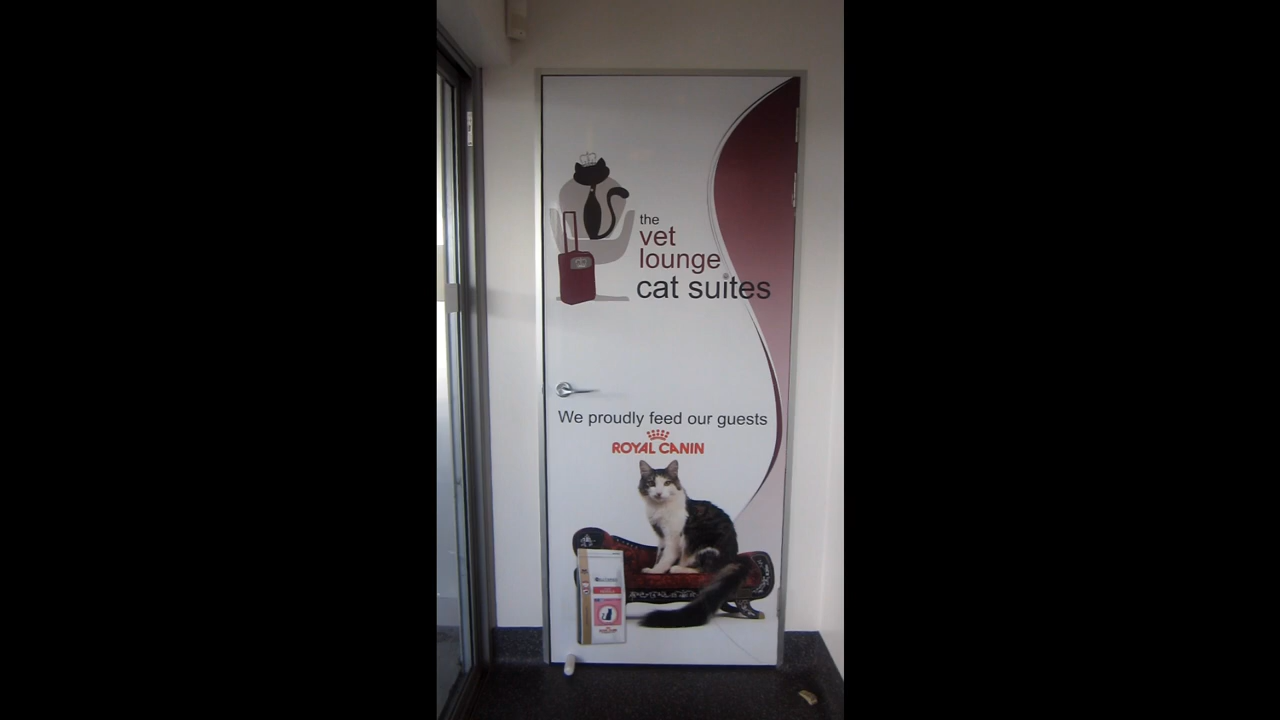 the
vet
lounge
cat suites
We proudly feed our guests
ROYAL CANIN